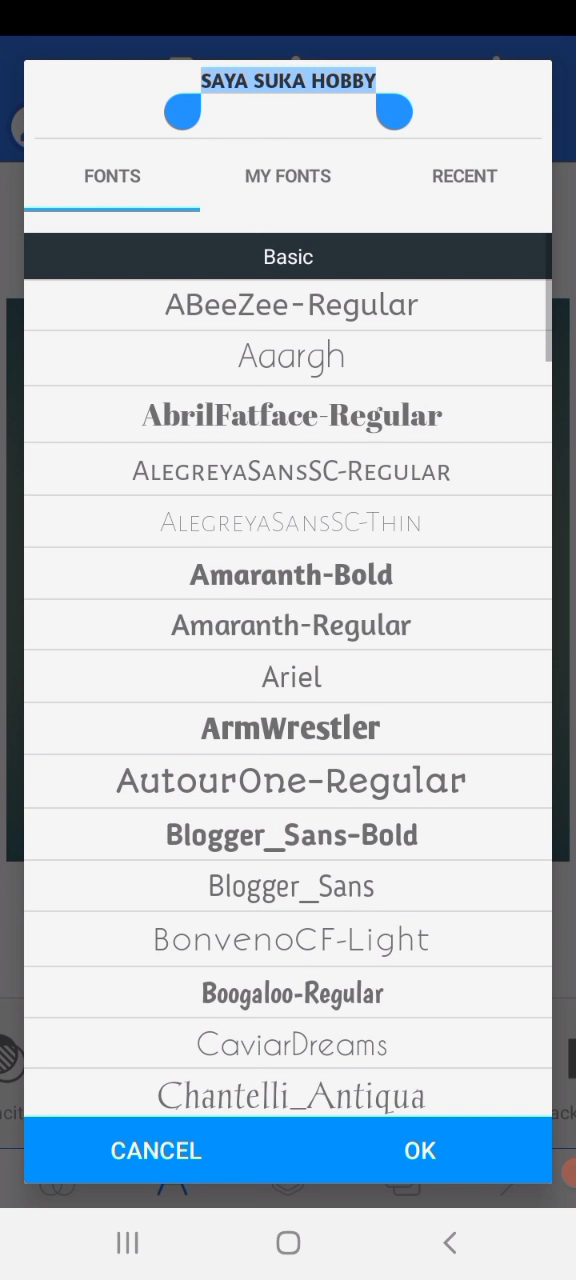 SAYA SUKA HOBBY
FONTS
MY FONTS
RECENT
Basic
ABeeZee-Regular
Aaargh
AbrilFatface-Regular
AlegreyaSansSC-Regular
AlegreyaSansSC-Thin
Amaranth-Bold
Amaranth-Regular
Ariel
ArmWrestler
AutourOne-Regular
Blogger_Sans-Bold
Blogger_Sans
BonvenoCF-Light
Boogaloo-Regular
CaviarDreams
Chantelli_Antiqua
CANCEL
OK